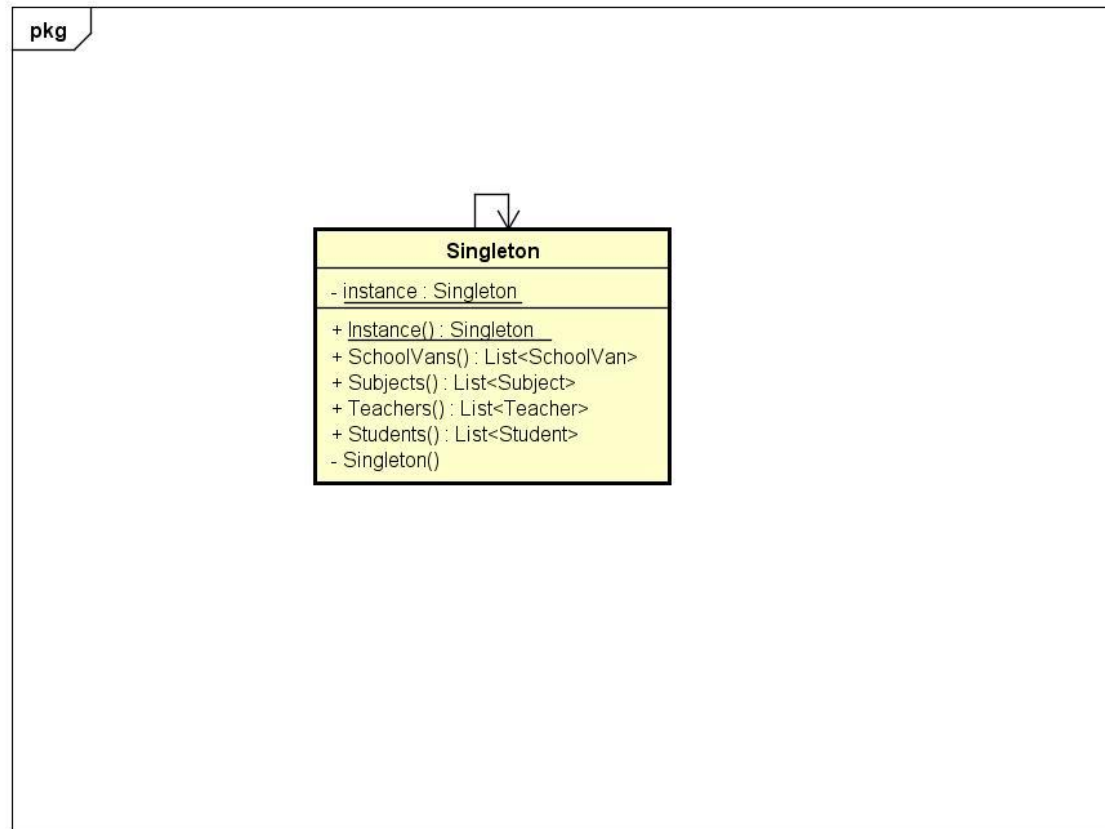 pkg
Singleton
- instance : Singleton
+ Instance() : Singleton
+ SchoolVans() : List<SchoolVan>
+ Subjects() : List<Subject>
+ Teachers() : List<Teacher>
+ Students() : List<Student>
- Singleton()